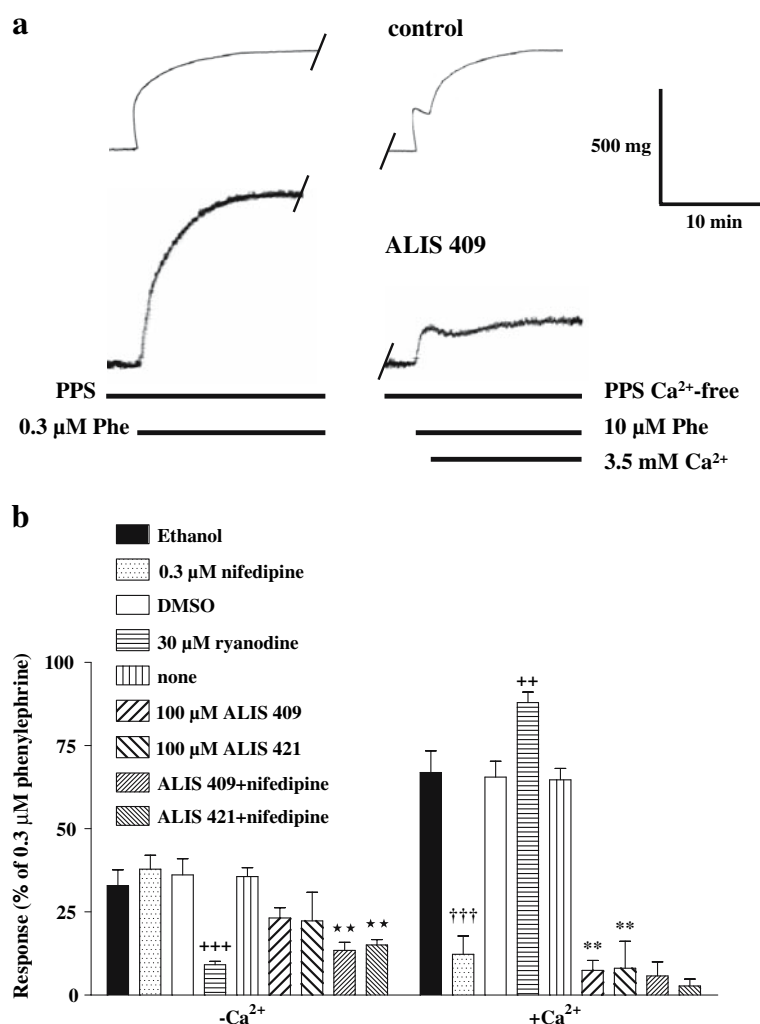 a
control
500 mg
10 min
ALIS 409
PPS
PPS Ca²⁺-free
0.3 μM Phe
10 μM Phe
3.5 mM Ca²⁺
b
Ethanol
0.3 μM nifedipine
DMSO
30 μM ryanodine
none
100 μM ALIS 409
100 μM ALIS 421
ALIS 409+nifedipine
ALIS 421+nifedipine
Response (% of 0.3 μM phenylephrine)
100
75
50
25
0
+++
★★
★★
†††
++
**
**
-Ca²⁺
+Ca²⁺